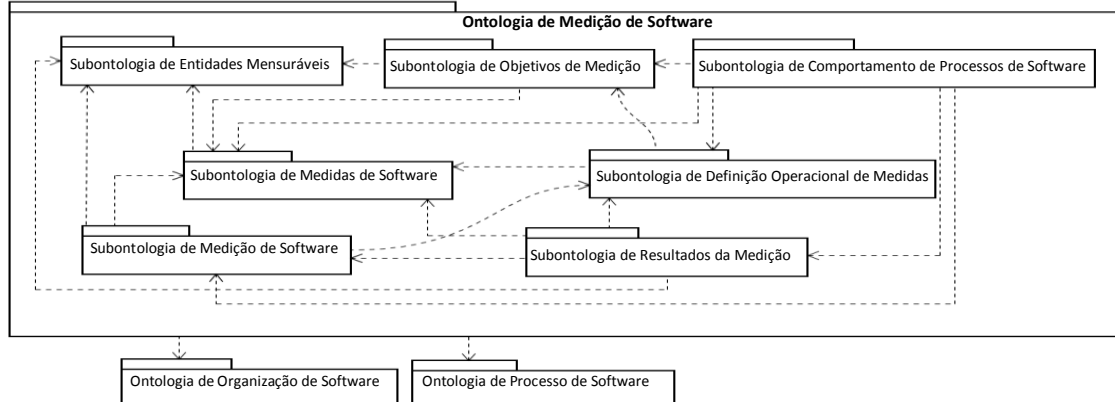 Ontologia de Medição de Software
Subontologia de Entidades Mensuráveis
Subontologia de Objetivos de Medição
Subontologia de Comportamento de Processos de Software
Subontologia de Medidas de Software
Subontologia de Definição Operacional de Medidas
Subontologia de Medição de Software
Subontologia de Resultados da Medição
Ontologia de Organização de Software
Ontologia de Processo de Software